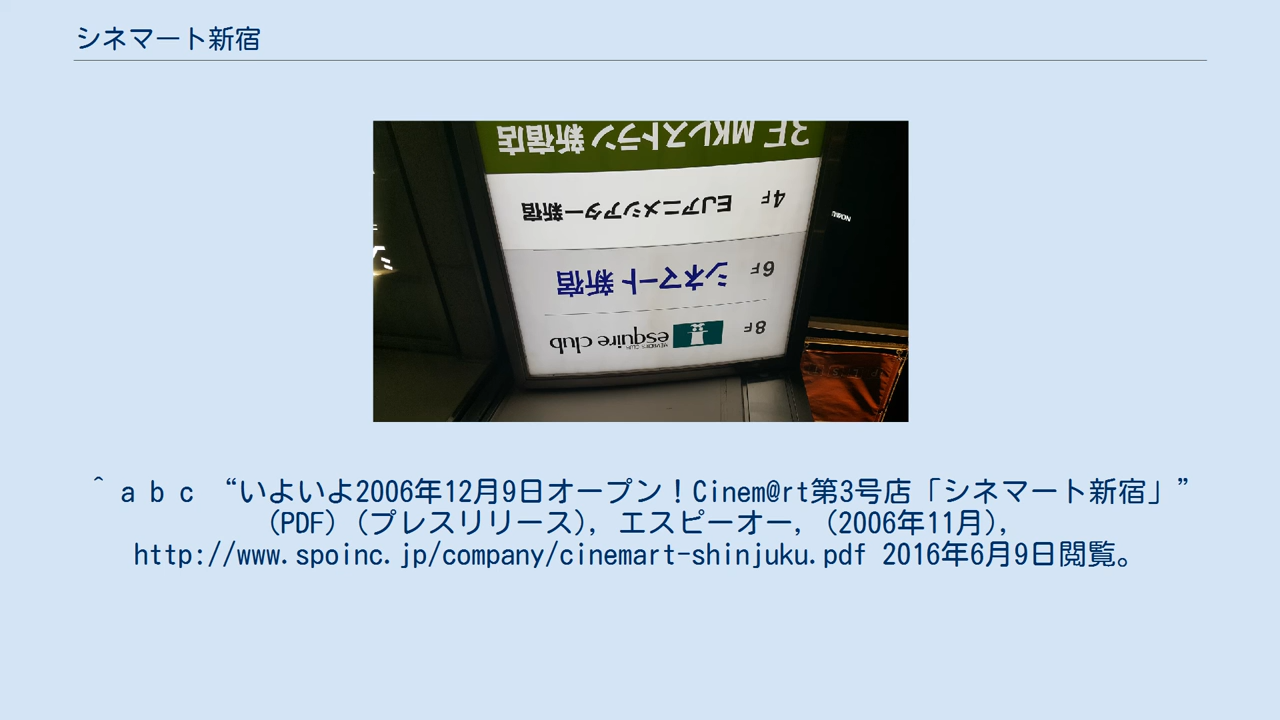 シネマート新宿
3F MKレストラン 新宿店
4F EJアニメシアター新宿
6F シネマート 新宿
8F MEMBER'S CLUB esquire club
^ a b c “いよいよ2006年12月9日オープン！Cinem@rt第3号店「シネマート新宿」”
(PDF) (プレスリリース), エスピーオー, (2006年11月),
http://www.spoinc.jp/company/cinemart-shinjuku.pdf 2016年6月9日閲覧。